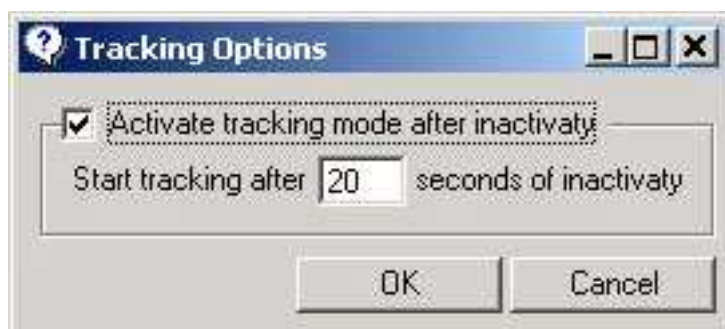 Tracking Options
Activate tracking mode after inactivaty
Start tracking after 20 seconds of inactivaty
OK Cancel